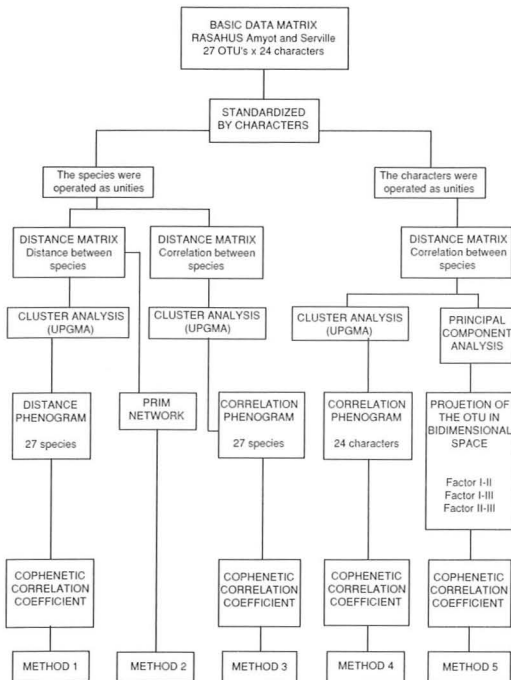 BASIC DATA MATRIX
RASAHUS Amyot and Serville
27 OTU's x 24 characters
STANDARDIZED
BY CHARACTERS
The species were
operated as unities
The characters were
operated as unities
DISTANCE MATRIX
Distance between
species
DISTANCE MATRIX
Correlation between
species
DISTANCE MATRIX
Correlation between
species
CLUSTER ANALYSIS
(UPGMA)
CLUSTER ANALYSIS
(UPGMA)
CLUSTER ANALYSIS
(UPGMA)
PRINCIPAL
COMPONENT
ANALYSIS
DISTANCE
PHENOGRAM
27 species
PRIM
NETWORK
CORRELATION
PHENOGRAM
27 species
CORRELATION
PHENOGRAM
24 characters
PROJETION OF
THE OTU IN
BIDIMENSIONAL
SPACE
Factor I-II
Factor I-III
Factor II-III
COPHENETIC
CORRELATION
COEFFICIENT
COPHENETIC
CORRELATION
COEFFICIENT
COPHENETIC
CORRELATION
COEFFICIENT
COPHENETIC
CORRELATION
COEFFICIENT
METHOD 1
METHOD 2
METHOD 3
METHOD 4
METHOD 5